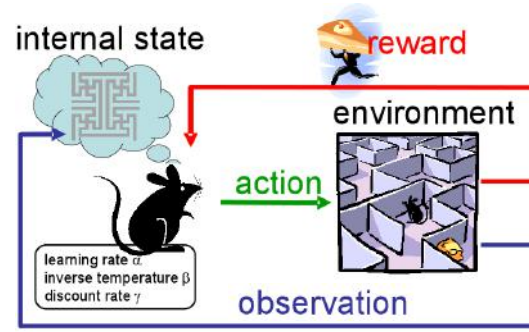 internal state
reward
environment
action
learning rate α
inverse temperature β
discount rate γ
observation